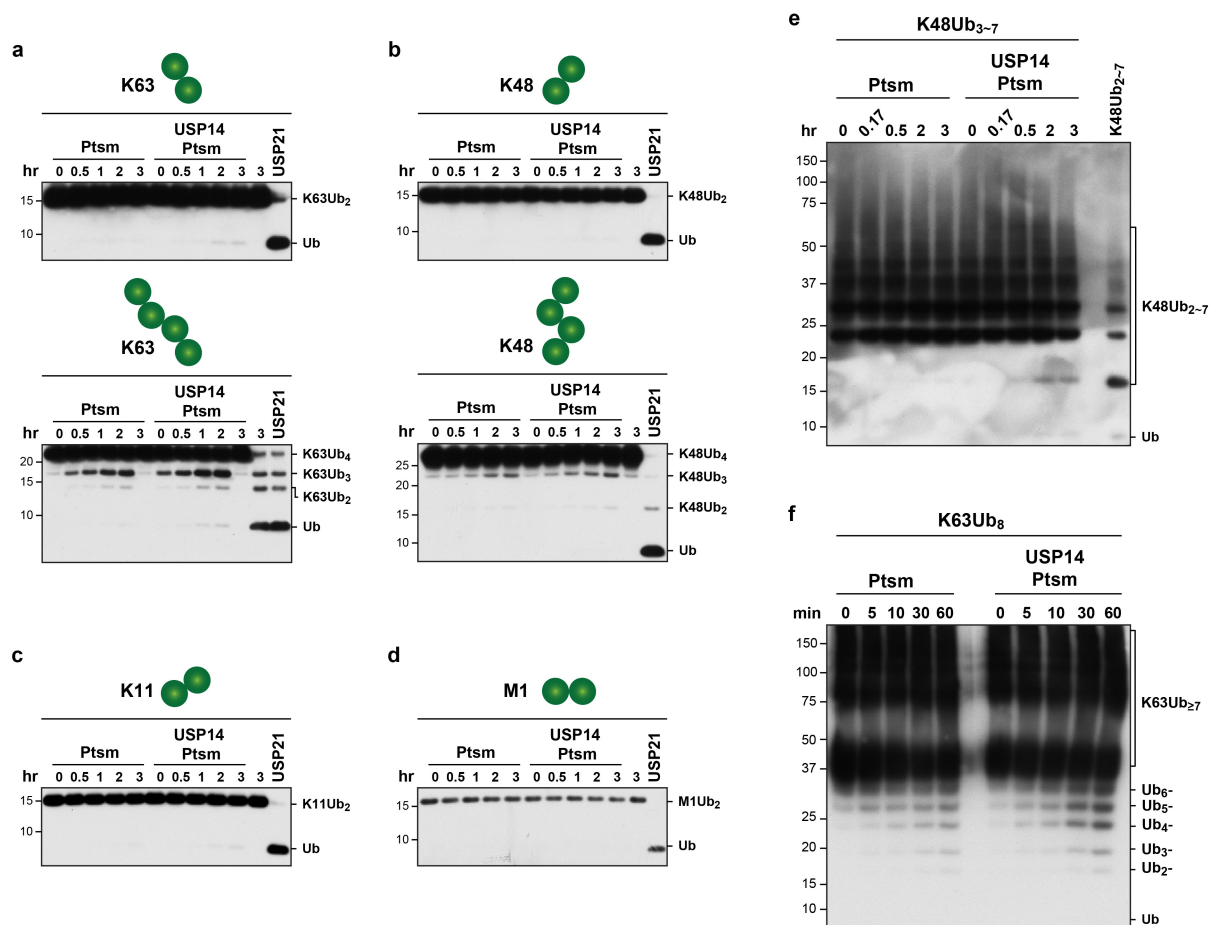 a
K63
Ptsm
USP14
Ptsm
USP21
hr
0 0.5 1 2 3 0 0.5 1 2 3 3
15
10
K63Ub2
Ub
K63
Ptsm
USP14
Ptsm
USP21
hr
0 0.5 1 2 3 0 0.5 1 2 3 3
20
15
10
K63Ub4
K63Ub3
K63Ub2
Ub
b
K48
Ptsm
USP14
Ptsm
USP21
hr
0 0.5 1 2 3 0 0.5 1 2 3 3
15
10
K48Ub2
Ub
K48
Ptsm
USP14
Ptsm
USP21
hr
0 0.5 1 2 3 0 0.5 1 2 3 3
25
20
15
10
K48Ub4
K48Ub3
K48Ub2
Ub
c
K11
Ptsm
USP14
Ptsm
USP21
hr
0 0.5 1 2 3 0 0.5 1 2 3 3
15
10
K11Ub2
Ub
d
M1
Ptsm
USP14
Ptsm
USP21
hr
0 0.5 1 2 3 0 0.5 1 2 3 3
15
10
M1Ub2
Ub
e
K48Ub3~7
Ptsm
USP14
Ptsm
K48Ub2~7
hr
0 0.17 0.5 2 3 0 0.17 0.5 2 3
150
100
75
50
37
25
20
15
10
K48Ub2~7
Ub
f
K63Ub8
Ptsm
USP14
Ptsm
min
0 5 10 30 60 0 5 10 30 60
150
100
75
50
37
25
20
15
10
K63Ub≥7
Ub6-
Ub5-
Ub4-
Ub3-
Ub2-
Ub